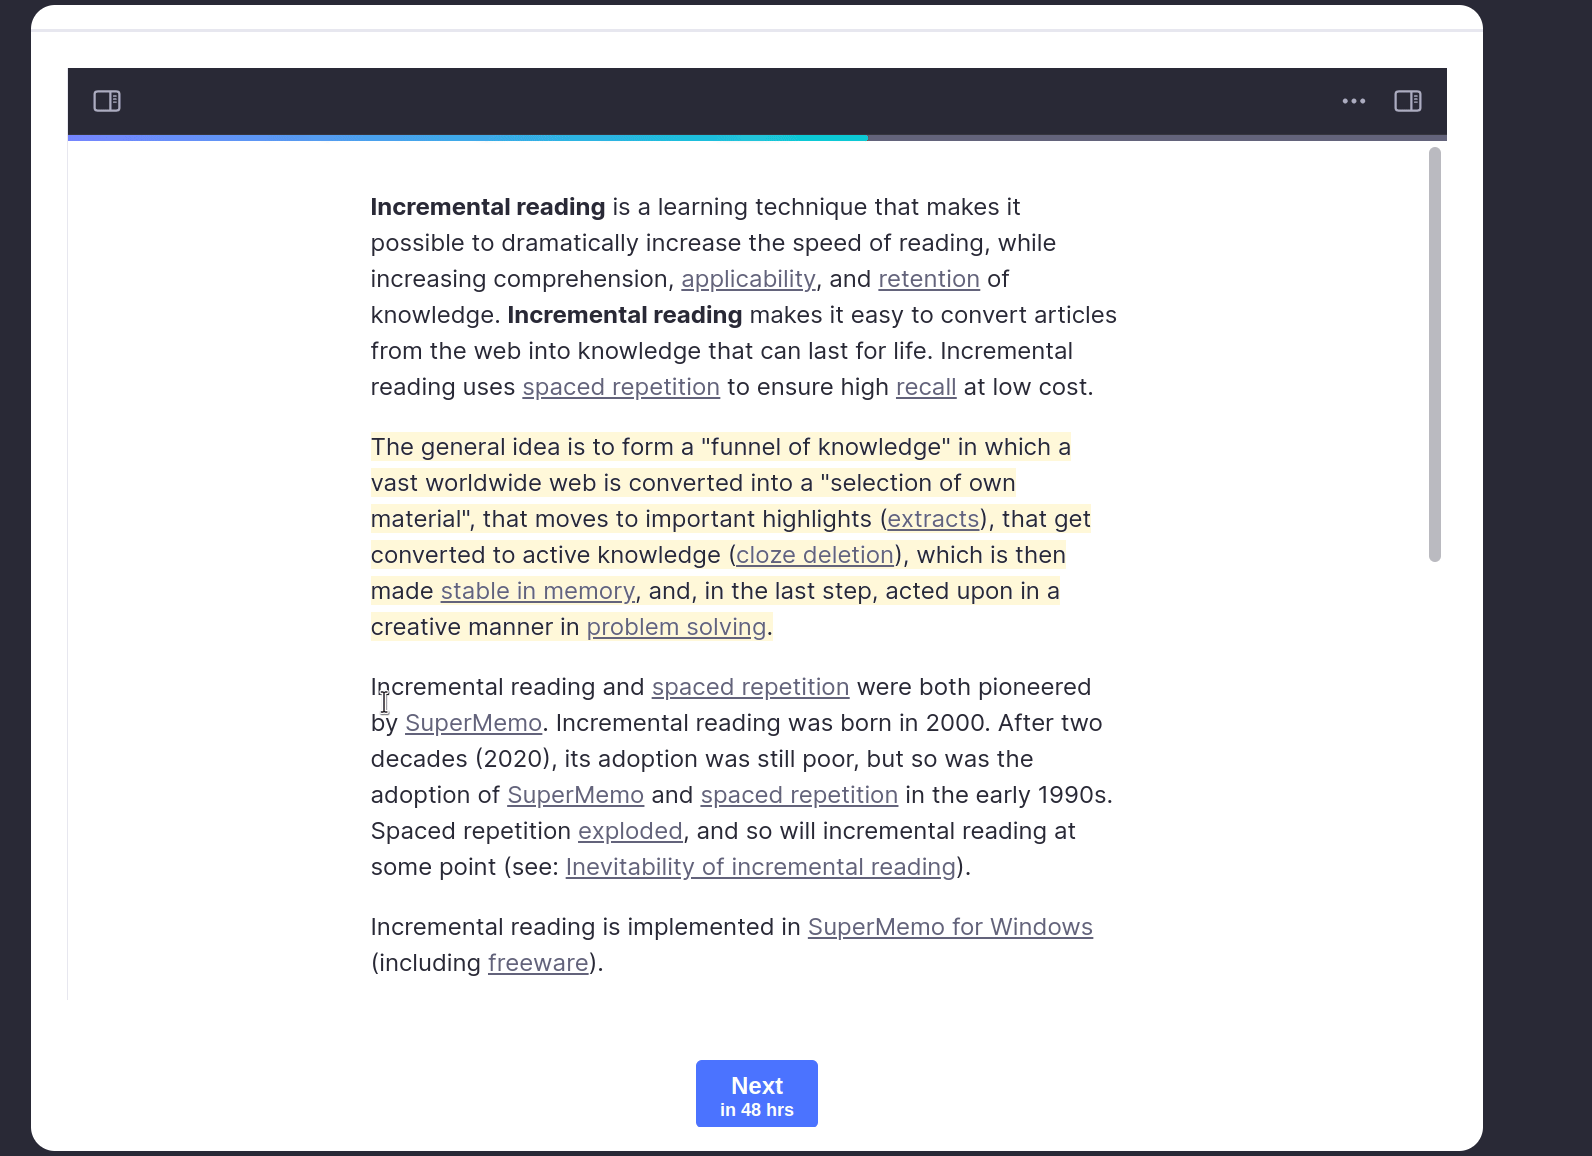 Incremental reading is a learning technique that makes it
possible to dramatically increase the speed of reading, while
increasing comprehension, applicability, and retention of
knowledge. Incremental reading makes it easy to convert articles
from the web into knowledge that can last for life. Incremental
reading uses spaced repetition to ensure high recall at low cost.
The general idea is to form a "funnel of knowledge" in which a
vast worldwide web is converted into a "selection of own
material", that moves to important highlights (extracts), that get
converted to active knowledge (cloze deletion), which is then
made stable in memory, and, in the last step, acted upon in a
creative manner in problem solving.
Incremental reading and spaced repetition were both pioneered
by SuperMemo. Incremental reading was born in 2000. After two
decades (2020), its adoption was still poor, but so was the
adoption of SuperMemo and spaced repetition in the early 1990s.
Spaced repetition exploded, and so will incremental reading at
some point (see: Inevitability of incremental reading).
Incremental reading is implemented in SuperMemo for Windows
(including freeware).
Next
in 48 hrs